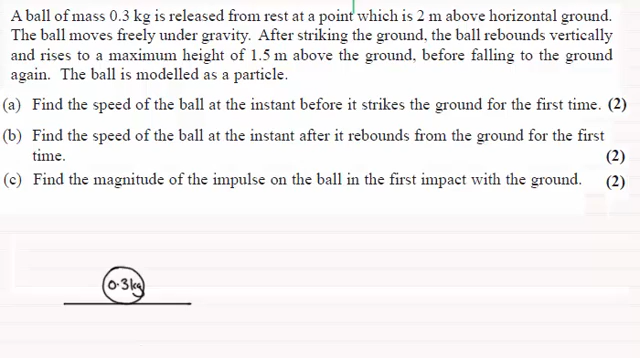 A ball of mass 0.3 kg is released from rest at a point which is 2 m above horizontal ground.
The ball moves freely under gravity. After striking the ground, the ball rebounds vertically
and rises to a maximum height of 1.5 m above the ground, before falling to the ground
again. The ball is modelled as a particle.
(a) Find the speed of the ball at the instant before it strikes the ground for the first time. (2)
(b) Find the speed of the ball at the instant after it rebounds from the ground for the first
time. (2)
(c) Find the magnitude of the impulse on the ball in the first impact with the ground. (2)
0.3kg